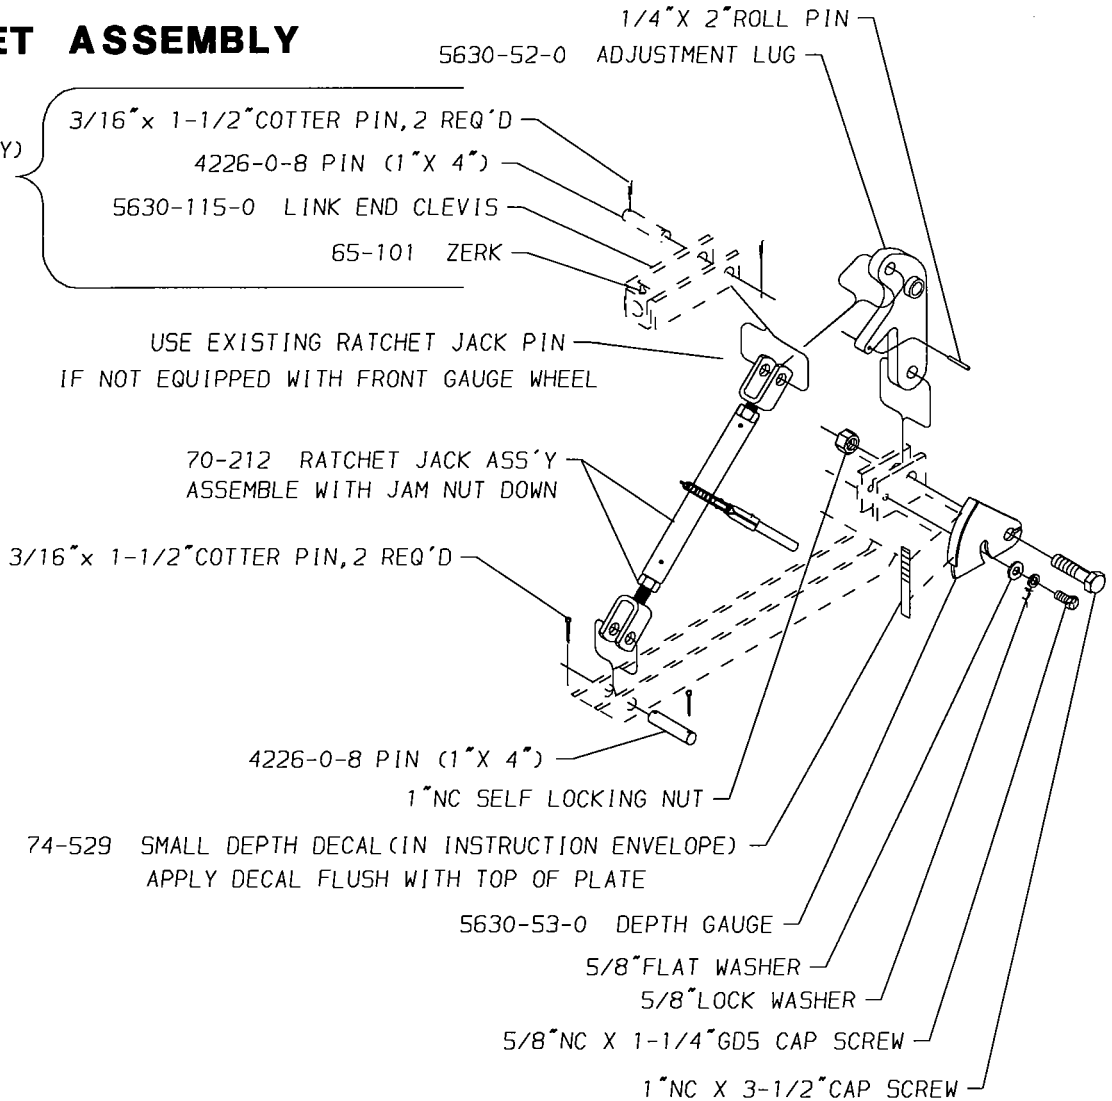 ET ASSEMBLY
1/4"X 2"ROLL PIN
5630-52-0 ADJUSTMENT LUG
3/16"x 1-1/2"COTTER PIN,2 REQ'D
Y)
4226-0-8 PIN (1"X 4")
5630-115-0 LINK END CLEVIS
65-101 ZERK
USE EXISTING RATCHET JACK PIN
IF NOT EQUIPPED WITH FRONT GAUGE WHEEL
70-212 RATCHET JACK ASS'Y
ASSEMBLE WITH JAM NUT DOWN
3/16"x 1-1/2"COTTER PIN,2 REQ'D
4226-0-8 PIN (1"X 4")
1"NC SELF LOCKING NUT
74-529 SMALL DEPTH DECAL(IN INSTRUCTION ENVELOPE)
APPLY DECAL FLUSH WITH TOP OF PLATE
5630-53-0 DEPTH GAUGE
5/8"FLAT WASHER
5/8"LOCK WASHER
5/8"NC X 1-1/4"GD5 CAP SCREW
1"NC X 3-1/2"CAP SCREW